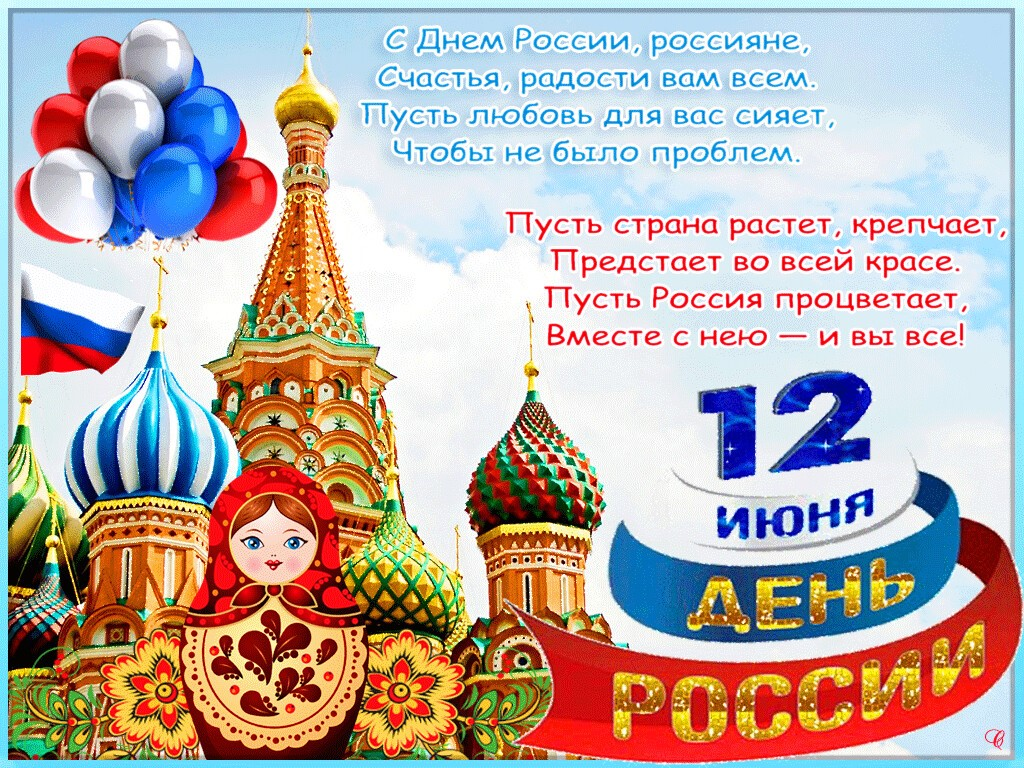 С Днем России, россияне,
Счастья, радости вам всем.
Пусть любовь для вас сияет,
Чтобы не было проблем.
Пусть страна растет, крепчает,
Предстает во всей красе.
Пусть Россия процветает,
Вместе с нею — и вы все!
12
ИЮНЯ
ДЕНЬ
РОССИИ